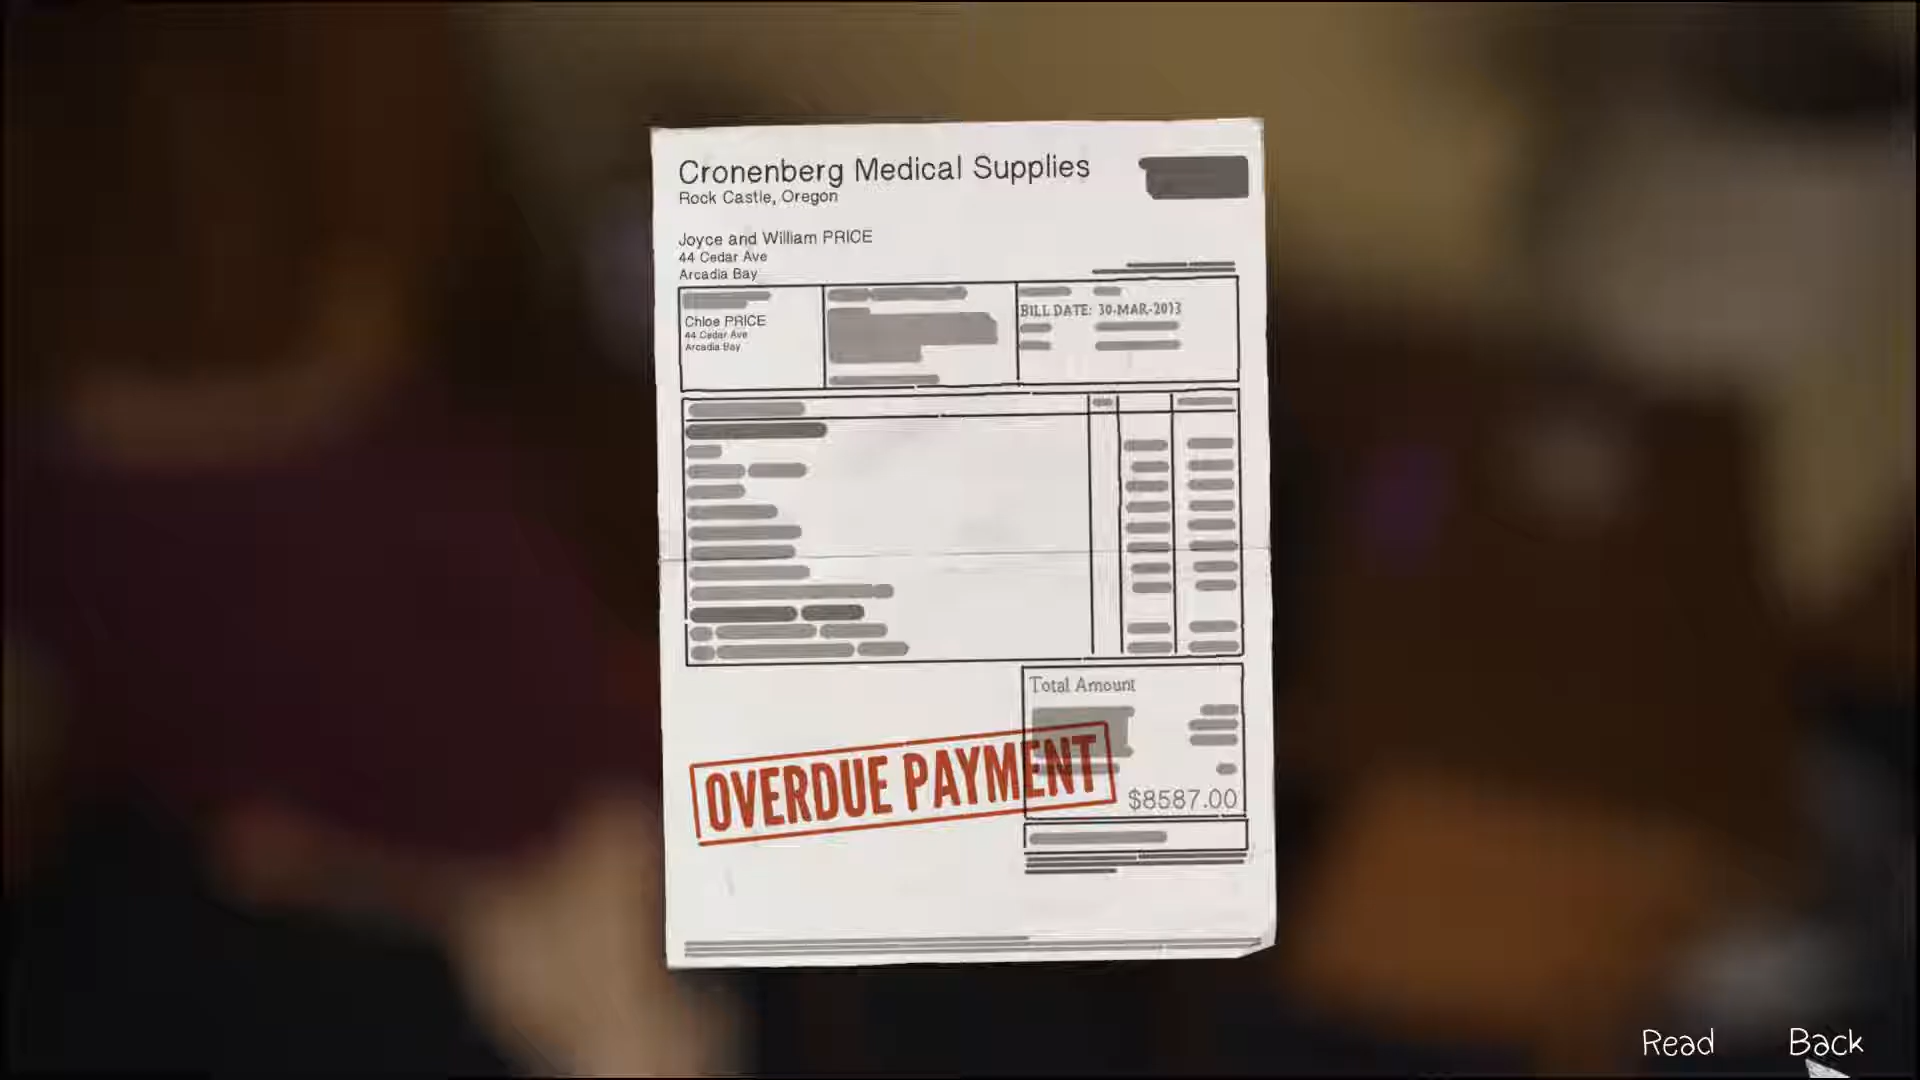 Cronenberg Medical Supplies
Rock Castle, Oregon
Joyce and William PRICE
44 Cedar Ave
Arcadia Bay
Chloe PRICE
44 Cedar Ave
Arcadia Bay
BILL DATE: 30-MAR-2013
Total Amount
OVERDUE PAYMENT
$8587.00
Read
Back